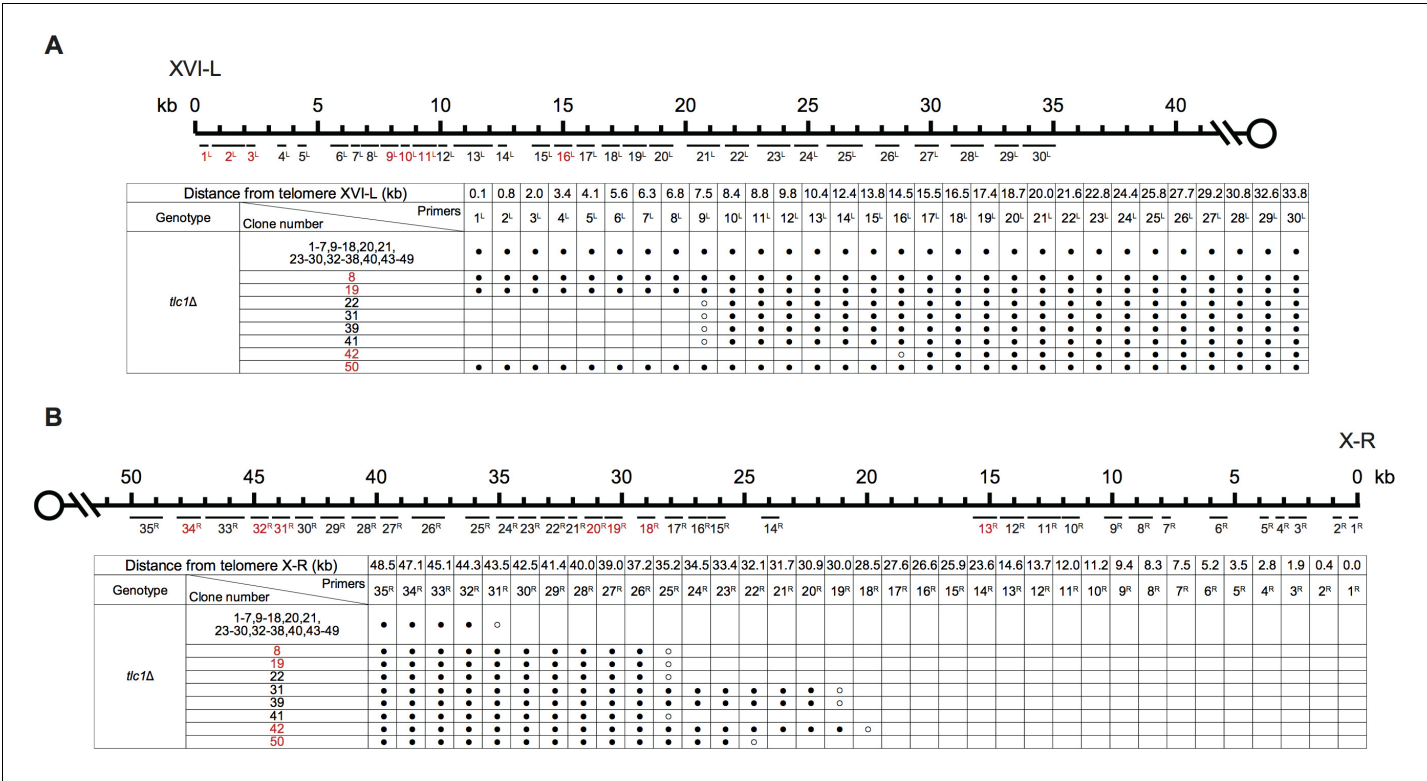 A
XVI-L
kb 0 5 10 15 20 25 30 35 40
1L 2L 3L 4L 5L 6L 7L 8L 9L 10L 11L 12L 13L 14L 15L 16L 17L 18L 19L 20L 21L 22L 23L 24L 25L 26L 27L 28L 29L 30L
Distance from telomere XVI-L (kb) 0.1 0.8 2.0 3.4 4.1 5.6 6.3 6.8 7.5 8.4 8.8 9.8 10.4 12.4 13.8 14.5 15.5 16.5 17.4 18.7 20.0 21.6 22.8 24.4 25.8 27.7 29.2 30.8 32.6 33.8
Genotype Clone number Primers 1L 2L 3L 4L 5L 6L 7L 8L 9L 10L 11L 12L 13L 14L 15L 16L 17L 18L 19L 20L 21L 22L 23L 24L 25L 26L 27L 28L 29L 30L
1-7,9-18,20,21,
23-30,32-38,40,43-49
8
19
tlc1Δ 22
31
39
41
42
50
B
X-R
50 45 40 35 30 25 20 15 10 5 0 kb
35R 34R 33R 32R 31R 30R 29R 28R 27R 26R 25R 24R 23R 22R 21R 20R 19R 18R 17R 16R 15R 14R 13R 12R 11R 10R 9R 8R 7R 6R 5R 4R 3R 2R 1R
Distance from telomere X-R (kb) 48.5 47.1 45.1 44.3 43.5 42.5 41.4 40.0 39.0 37.2 35.2 34.5 33.4 32.1 31.7 30.9 30.0 28.5 27.6 26.6 25.9 23.6 14.6 13.7 12.0 11.2 9.4 8.3 7.5 5.2 3.5 2.8 1.9 0.4 0.0
Genotype Clone number Primers 35R 34R 33R 32R 31R 30R 29R 28R 27R 26R 25R 24R 23R 22R 21R 20R 19R 18R 17R 16R 15R 14R 13R 12R 11R 10R 9R 8R 7R 6R 5R 4R 3R 2R 1R
1-7,9-18,20,21,
23-30,32-38,40,43-49
8
19
tlc1Δ 22
31
39
41
42
50